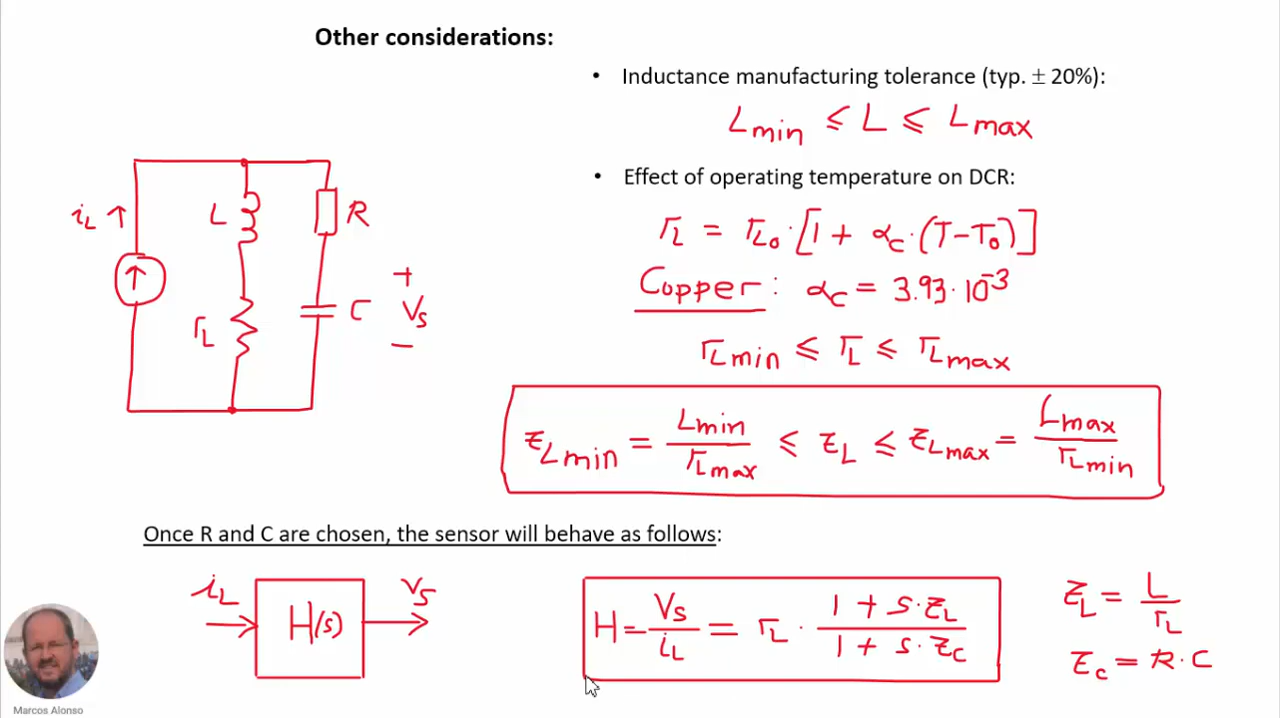 Other considerations:
• Inductance manufacturing tolerance (typ. ± 20%):
Lmin ≤ L ≤ Lmax
• Effect of operating temperature on DCR:
rL = rLo · [1 + αc · (T-To)]
Copper: αc = 3.93·10⁻³
rLmin ≤ rL ≤ rLmax
iL
L
R
rL
C
+
Vs
−
τLmin = Lmin/rLmax ≤ τL ≤ τLmax = Lmax/rLmin
Once R and C are chosen, the sensor will behave as follows:
iL H(s) Vs
H = Vs/iL = rL · (1 + s·τL)/(1 + s·τC)
τL = L/rL
τC = R·C
Marcos Alonso